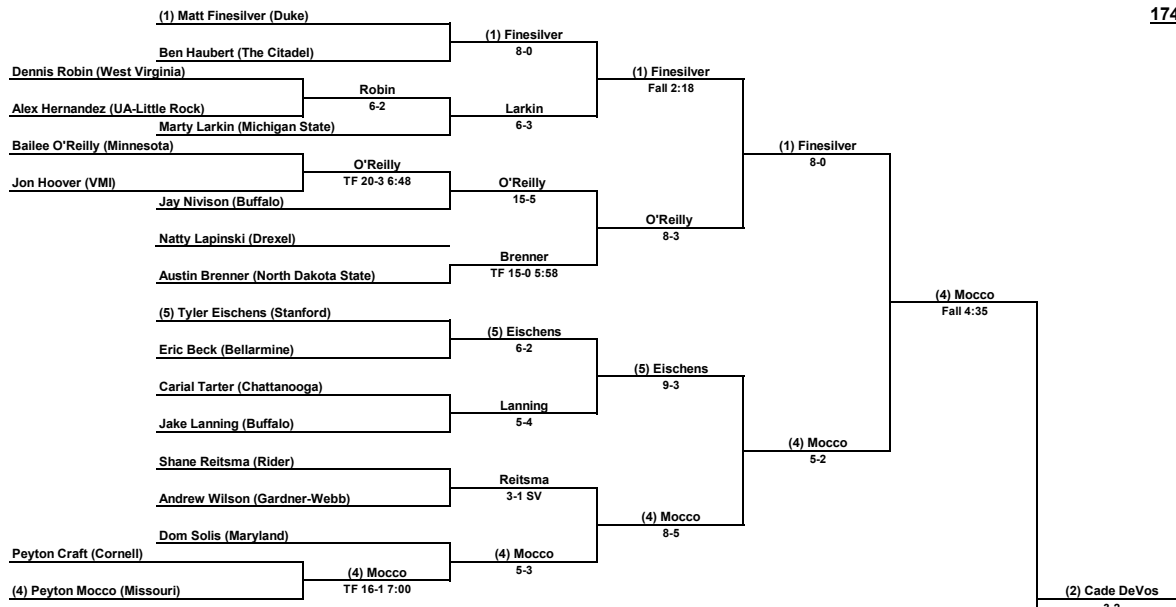 174
(1) Matt Finesilver (Duke)
(1) Finesilver
8-0
Ben Haubert (The Citadel)
Dennis Robin (West Virginia)
(1) Finesilver
Fall 2:18
Robin
6-2
Alex Hernandez (UA-Little Rock)
Larkin
6-3
Marty Larkin (Michigan State)
Bailee O'Reilly (Minnesota)
(1) Finesilver
8-0
O'Reilly
TF 20-3 6:48
Jon Hoover (VMI)
O'Reilly
15-5
Jay Nivison (Buffalo)
O'Reilly
8-3
Natty Lapinski (Drexel)
Brenner
TF 15-0 5:58
Austin Brenner (North Dakota State)
(4) Mocco
Fall 4:35
(5) Tyler Eischens (Stanford)
(5) Eischens
6-2
Eric Beck (Bellarmine)
(5) Eischens
9-3
Carial Tarter (Chattanooga)
Lanning
5-4
Jake Lanning (Buffalo)
(4) Mocco
5-2
Shane Reitsma (Rider)
Reitsma
3-1 SV
Andrew Wilson (Gardner-Webb)
(4) Mocco
8-5
Dom Solis (Maryland)
Peyton Craft (Cornell)
(4) Mocco
5-3
(4) Mocco
TF 16-1 7:00
(4) Peyton Mocco (Missouri)
(2) Cade DeVos